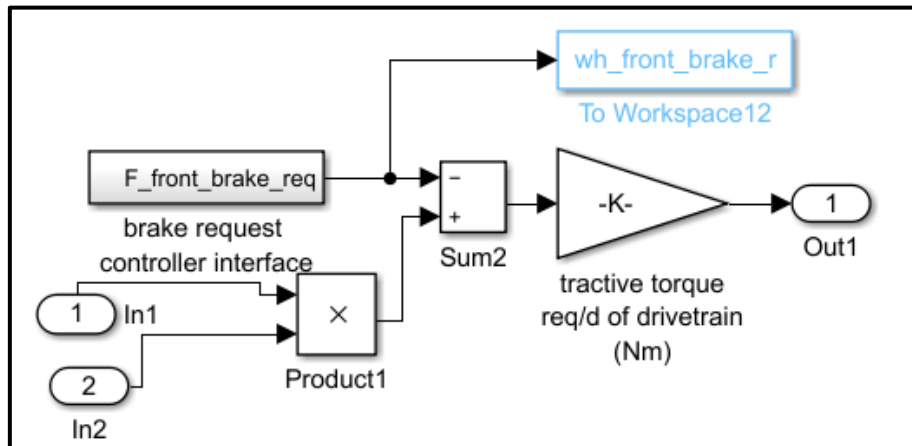 wh_front_brake_r
To Workspace12
F_front_brake_req
brake request
controller interface
−
+
Sum2
-K-
tractive torque
req/d of drivetrain
(Nm)
1
Out1
1
In1
×
Product1
2
In2